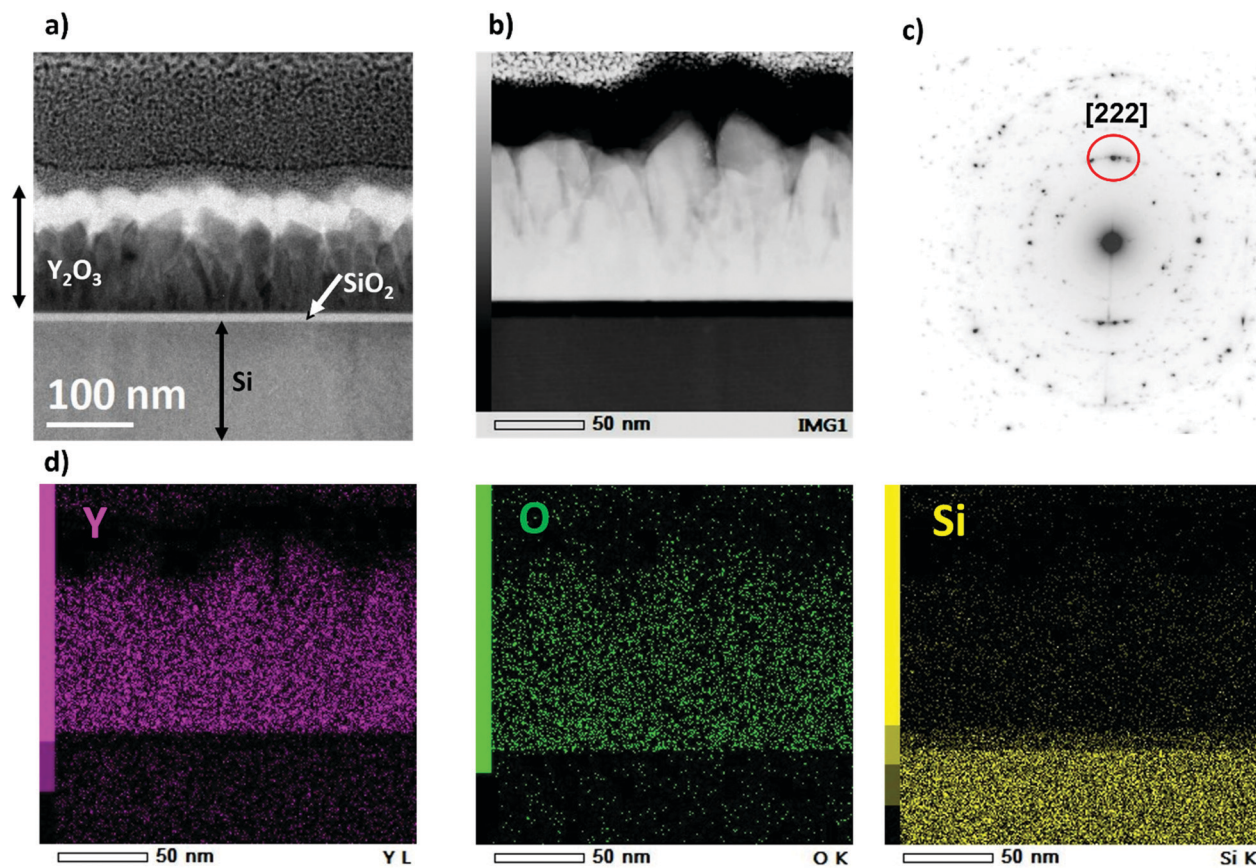 a)
b)
c)
[222]
Y₂O₃
SiO₂
Si
100 nm
50 nm
IMG1
d)
Y
O
Si
50 nm
Y L
50 nm
O K
50 nm
Si K